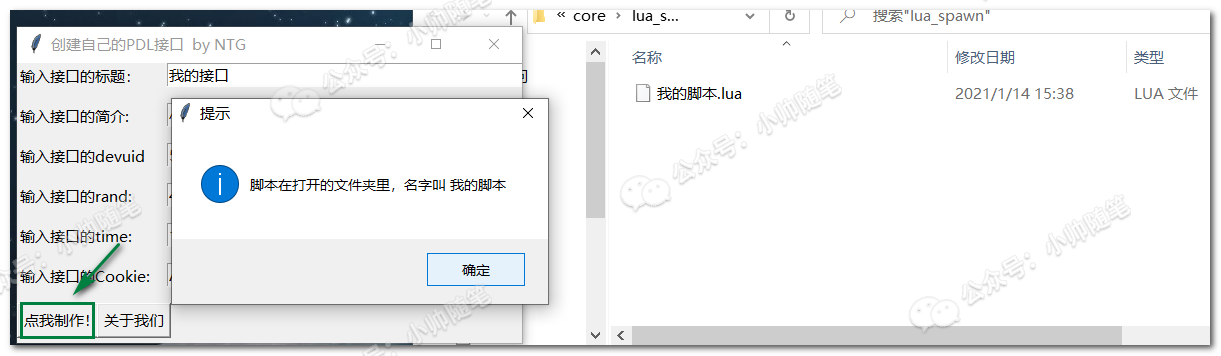 创建自己的PDL接口 by NTG
输入接口的标题：
我的接口
输入接口的简介:
输入接口的devuid
输入接口的rand:
输入接口的time:
输入接口的Cookie:
点我制作!
关于我们
提示
脚本在打开的文件夹里，名字叫 我的脚本
确定
« core › lua_s...
搜索"lua_spawn"
名称
修改日期
类型
我的脚本.lua
2021/1/14 15:38
LUA 文件
公众号：小帅随笔
公众号：小帅随笔
公众号：小帅随笔
公众号：小帅随笔